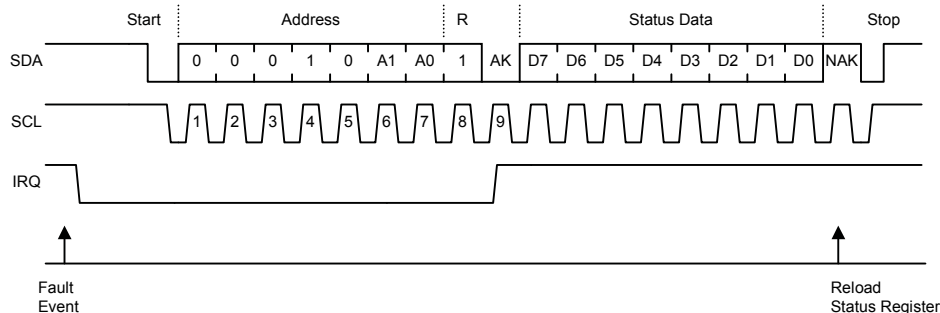 Start Address R Status Data Stop
SDA 0 0 0 1 0 A1 A0 1 AK D7 D6 D5 D4 D3 D2 D1 D0 NAK
SCL 1 2 3 4 5 6 7 8 9
IRQ
Fault
Event
Reload
Status Register